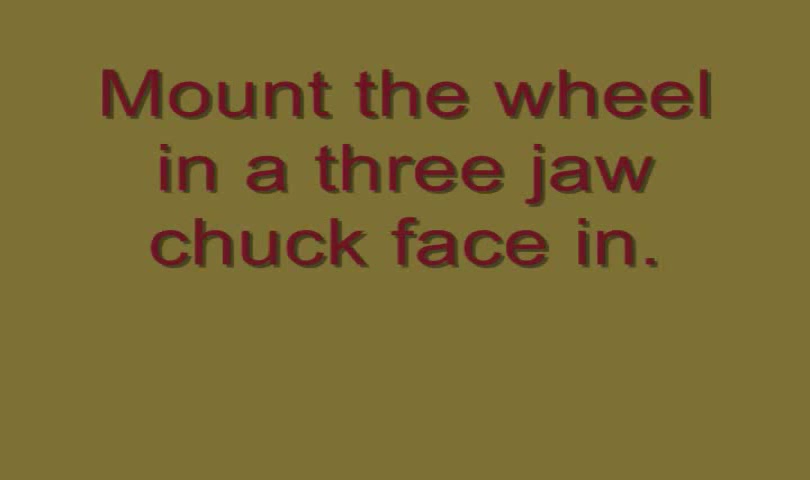 Mount the wheel
in a three jaw
chuck face in.